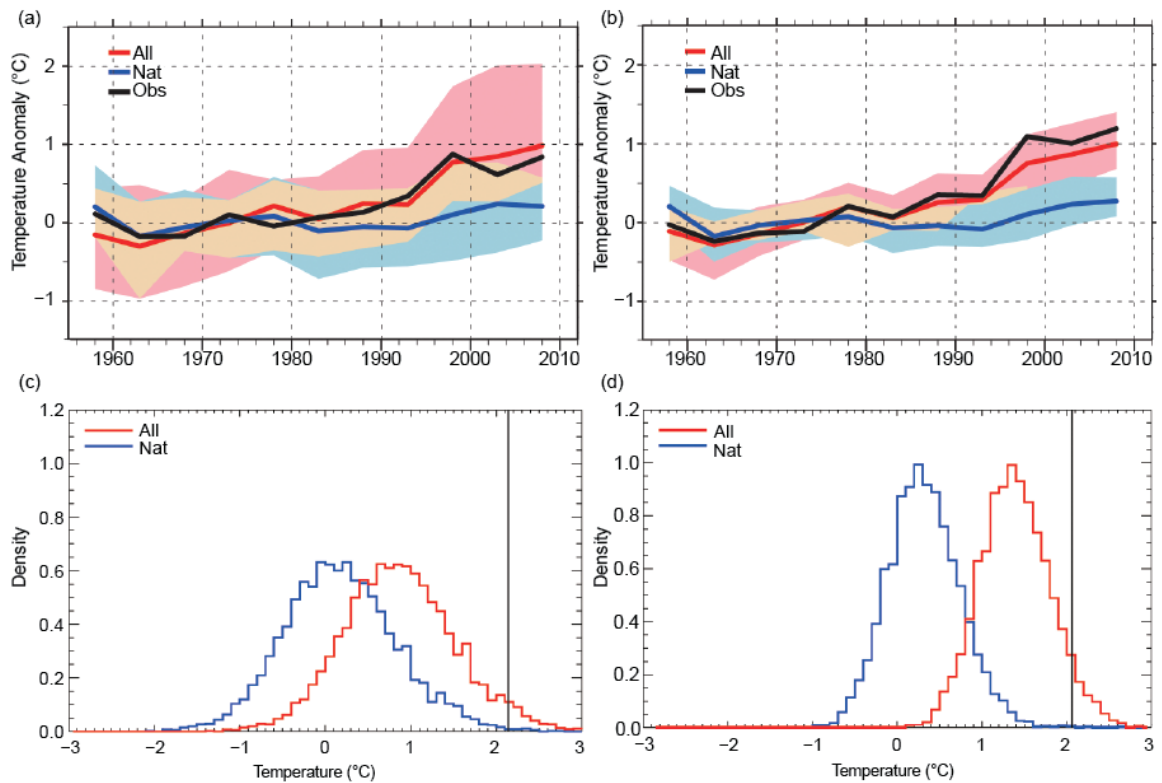 (a)
All
Nat
Obs
Temperature Anomaly (°C)
2
1
0
−1
1960 1970 1980 1990 2000 2010
(b)
All
Nat
Obs
Temperature Anomaly (°C)
2
1
0
−1
1960 1970 1980 1990 2000 2010
(c)
All
Nat
Density
1.2
1.0
0.8
0.6
0.4
0.2
0.0
−3 −2 −1 0 1 2 3
Temperature (°C)
(d)
All
Nat
Density
1.2
1.0
0.8
0.6
0.4
0.2
0.0
−3 −2 −1 0 1 2 3
Temperature (°C)